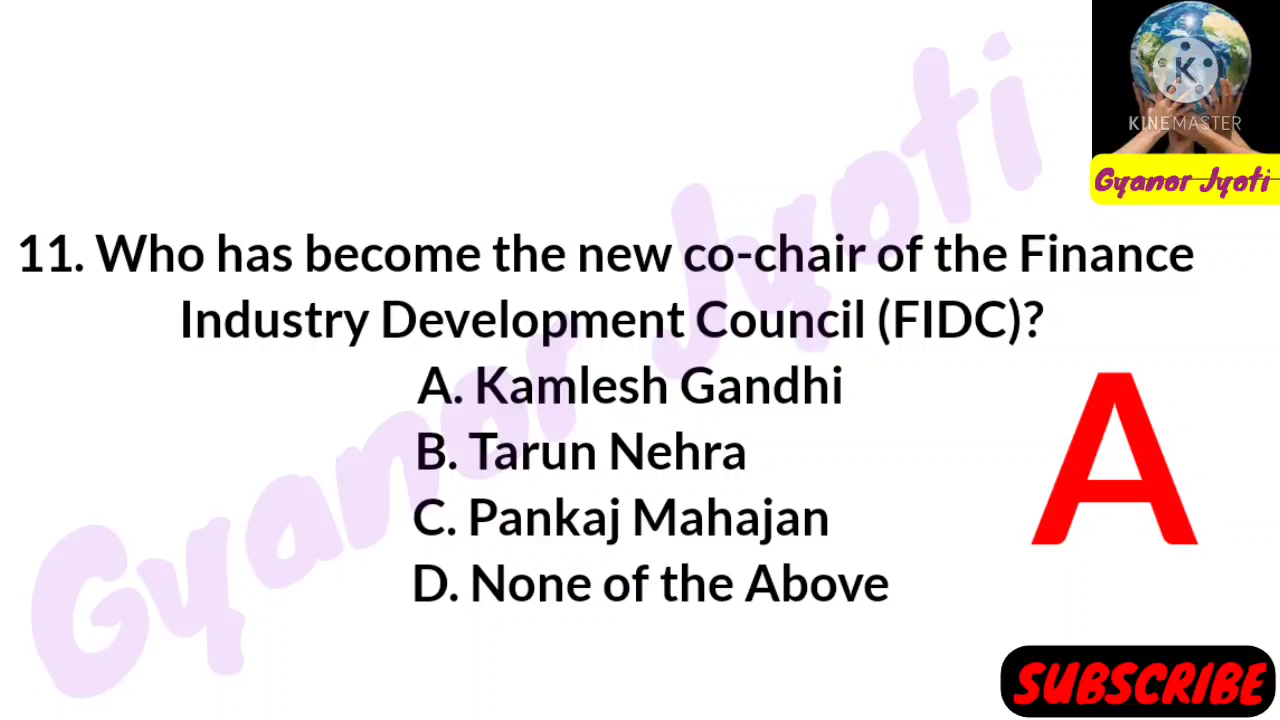 K
KINEMASTER
Gyanor Jyoti
Gyanor Jyoti
11. Who has become the new co-chair of the Finance
Industry Development Council (FIDC)?
A. Kamlesh Gandhi
B. Tarun Nehra
C. Pankaj Mahajan
D. None of the Above
A
SUBSCRIBE